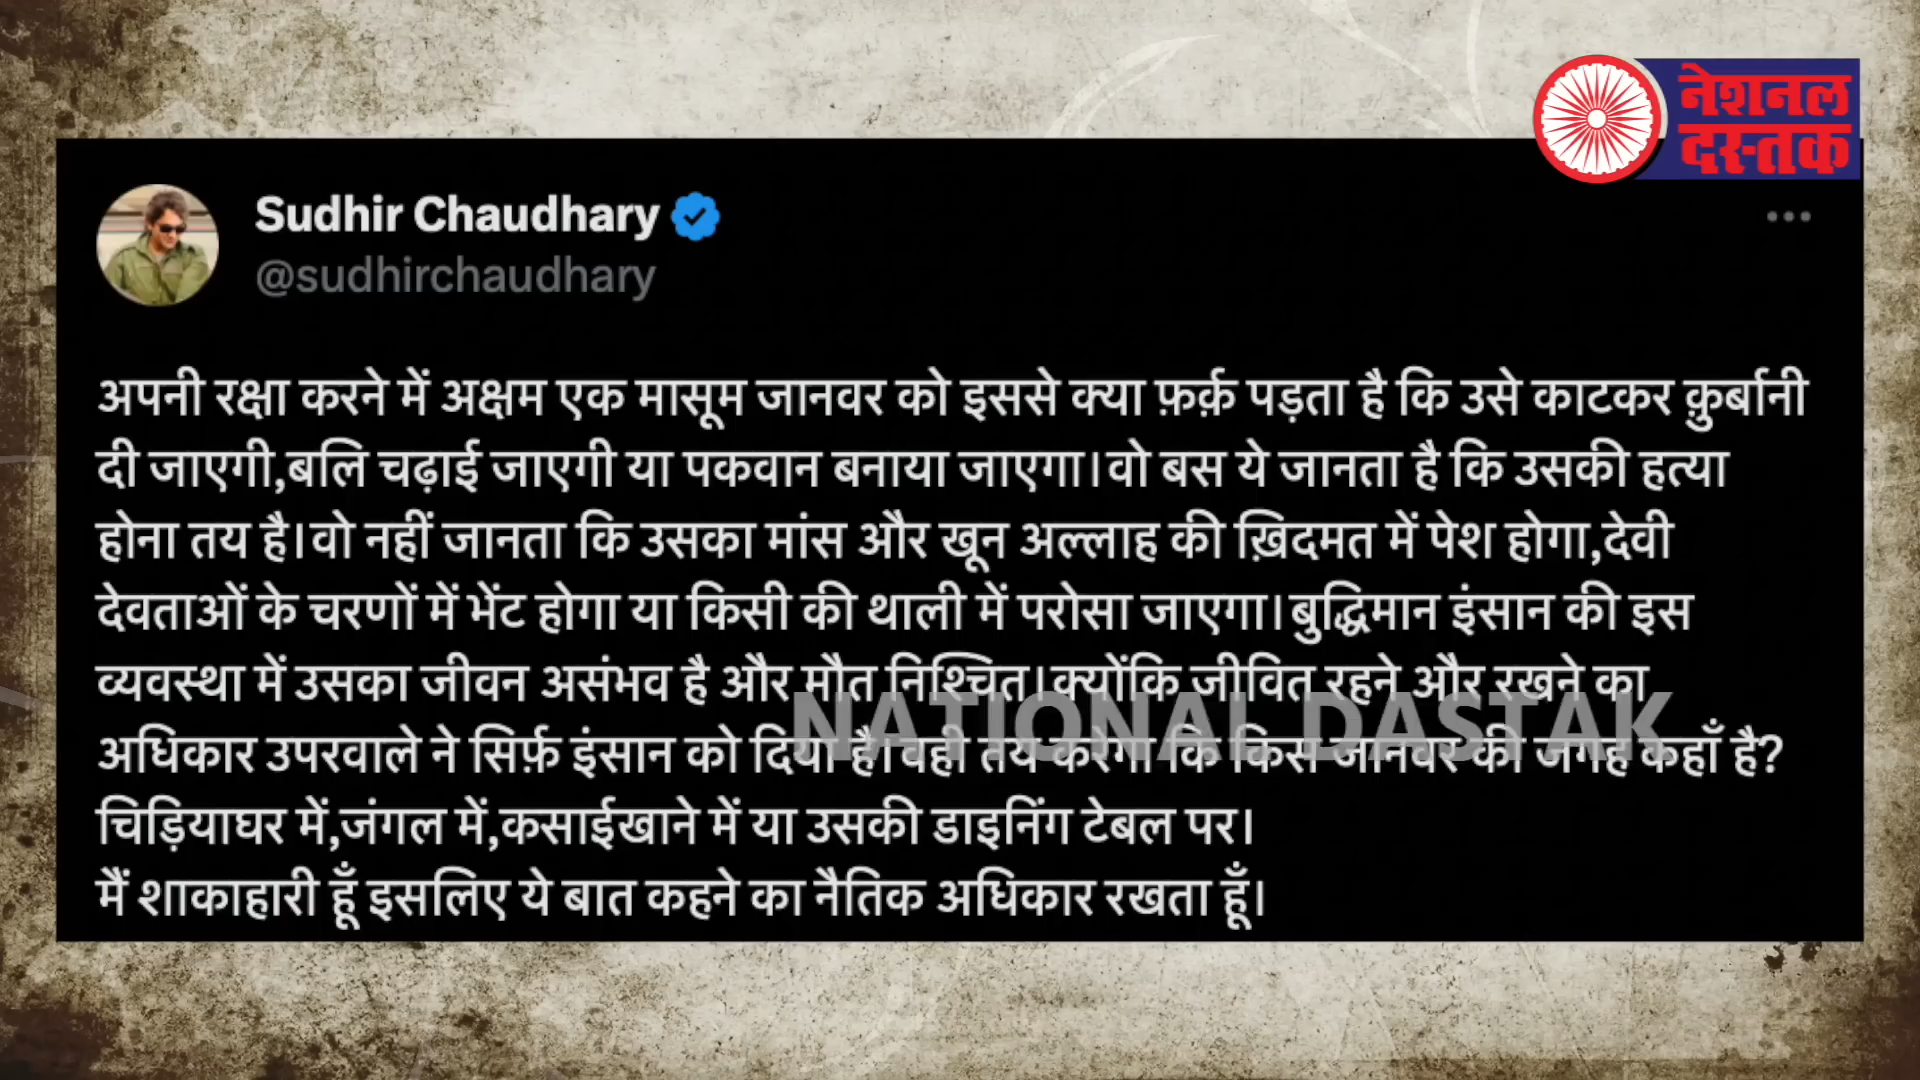 नेशनल
दस्तक
Sudhir Chaudhary
@sudhirchaudhary
अपनी रक्षा करने में अक्षम एक मासूम जानवर को इससे क्या फ़र्क़ पड़ता है कि उसे काटकर क़ुर्बानी
दी जाएगी,बलि चढ़ाई जाएगी या पकवान बनाया जाएगा।वो बस ये जानता है कि उसकी हत्या
होना तय है।वो नहीं जानता कि उसका मांस और खून अल्लाह की ख़िदमत में पेश होगा,देवी
देवताओं के चरणों में भेंट होगा या किसी की थाली में परोसा जाएगा।बुद्धिमान इंसान की इस
व्यवस्था में उसका जीवन असंभव है और मौत निश्चित।क्योंकि जीवित रहने और रखने का
अधिकार उपरवाले ने सिर्फ़ इंसान को दिया है।वही तय करेगा कि किस जानवर की जगह कहाँ है?
चिड़ियाघर में,जंगल में,कसाईखाने में या उसकी डाइनिंग टेबल पर।
मैं शाकाहारी हूँ इसलिए ये बात कहने का नैतिक अधिकार रखता हूँ।
NATIONAL DASTAK